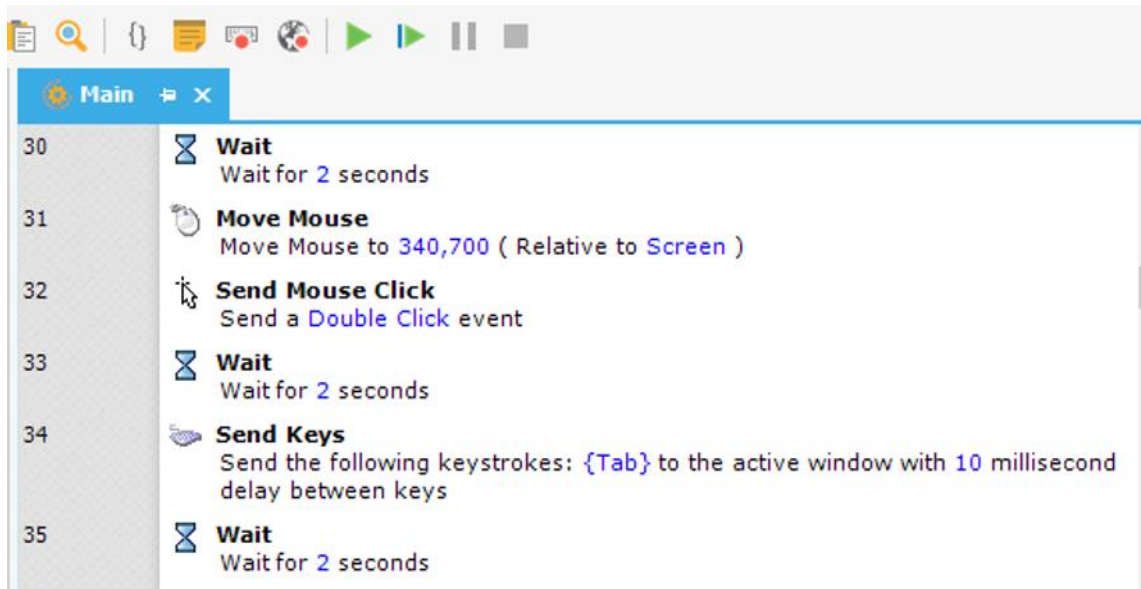 Main
30 Wait
Wait for 2 seconds
31 Move Mouse
Move Mouse to 340,700 ( Relative to Screen )
32 Send Mouse Click
Send a Double Click event
33 Wait
Wait for 2 seconds
34 Send Keys
Send the following keystrokes: {Tab} to the active window with 10 millisecond
delay between keys
35 Wait
Wait for 2 seconds